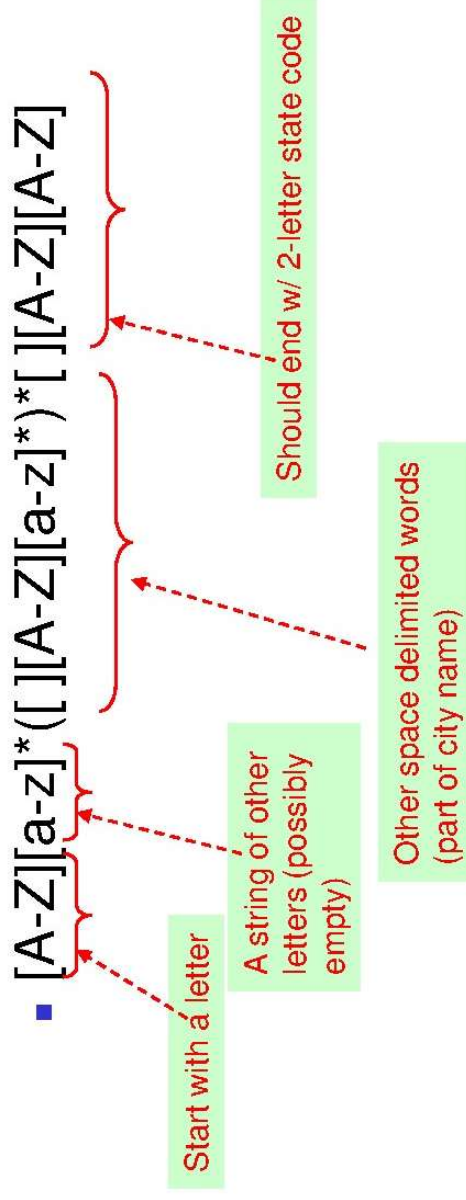 [A-Z][a-z]*([ ][A-Z][a-z]*)*[ ][A-Z][A-Z]
Start with a letter
A string of other
letters (possibly
empty)
Other space delimited words
(part of city name)
Should end w/ 2-letter state code